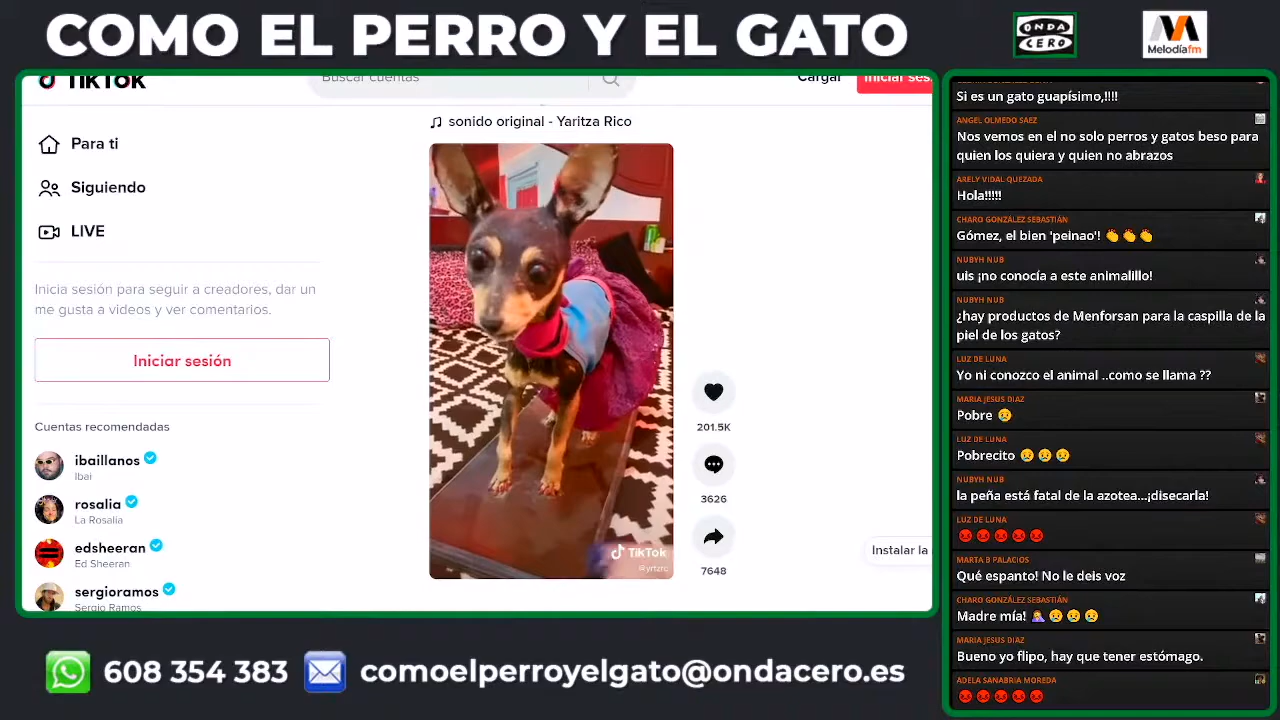 COMO EL PERRO Y EL GATO
ONDA
CERO
Melodíafm
TikTok
Buscar cuentas
Cargar
sonido original - Yaritza Rico
Para ti
Siguiendo
LIVE
Inicia sesión para seguir a creadores, dar un
me gusta a videos y ver comentarios.
Iniciar sesión
Cuentas recomendadas
ibaillanos
Ibai
rosalia
La Rosalia
edsheeran
Ed Sheeran
sergioramos
Sergio Ramos
201.5K
3626
7648
TikTok
Instalar la
Si es un gato guapísimo,!!!!
ANGEL OLMEDO SAEZ
Nos vemos en el no solo perros y gatos beso para
quien los quiera y quien no abrazos
ARELY VIDAL QUEZADA
Hola!!!!!
CHARO GONZÁLEZ SEBASTIÁN
Gómez, el bien 'peinao'! 👏 👏 👏
NUBYH NUB
uis ¡no conocía a este animalillo!
NUBYH NUB
¿hay productos de Menforsan para la caspilla de la
piel de los gatos?
LUZ DE LUNA
Yo ni conozco el animal ..como se llama ??
MARIA JESUS DIAZ
Pobre 😢
LUZ DE LUNA
Pobrecito 😢 😢 😢
NUBYH NUB
la peña está fatal de la azotea...¡disecarla!
LUZ DE LUNA
😡 😡 😡 😡 😡
MARTA B PALACIOS
Qué espanto! No le deis voz
CHARO GONZÁLEZ SEBASTIÁN
Madre mía! 🤦‍♀️ 😢 😢 😢
MARIA JESUS DIAZ
Bueno yo flipo, hay que tener estómago.
ADELA SANABRIA MOREDA
😡 😡 😡 😡 😡
608 354 383
comoelperroyelgato@ondacero.es